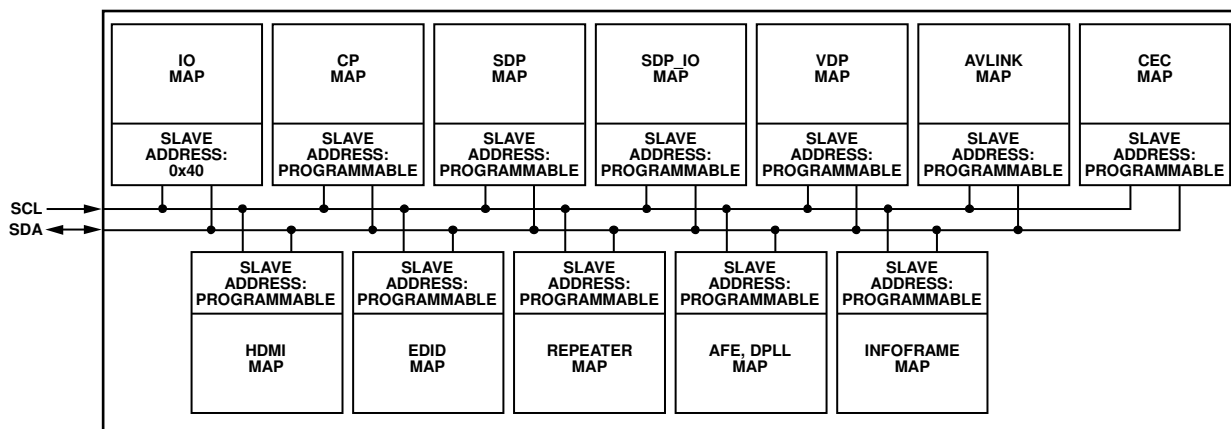 IO
MAP
CP
MAP
SDP
MAP
SDP_IO
MAP
VDP
MAP
AVLINK
MAP
CEC
MAP
SLAVE
ADDRESS:
0x40
SLAVE
ADDRESS:
PROGRAMMABLE
SLAVE
ADDRESS:
PROGRAMMABLE
SLAVE
ADDRESS:
PROGRAMMABLE
SLAVE
ADDRESS:
PROGRAMMABLE
SLAVE
ADDRESS:
PROGRAMMABLE
SLAVE
ADDRESS:
PROGRAMMABLE
SCL
SDA
SLAVE
ADDRESS:
PROGRAMMABLE
SLAVE
ADDRESS:
PROGRAMMABLE
SLAVE
ADDRESS:
PROGRAMMABLE
SLAVE
ADDRESS:
PROGRAMMABLE
SLAVE
ADDRESS:
PROGRAMMABLE
HDMI
MAP
EDID
MAP
REPEATER
MAP
AFE, DPLL
MAP
INFOFRAME
MAP